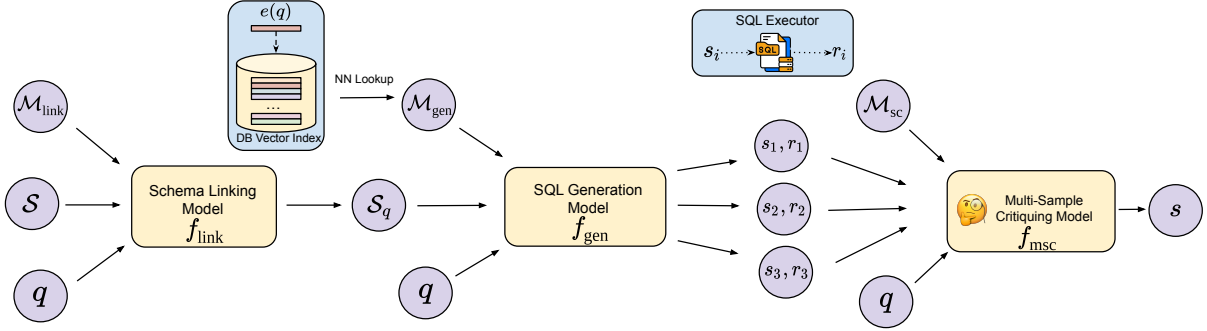 e(q)
...
DB Vector Index
NN Lookup
SQL Executor
s_i
SQL
r_i
M_link
M_gen
M_sc
S
q
Schema Linking
Model
f_link
S_q
q
SQL Generation
Model
f_gen
s_1, r_1
s_2, r_2
s_3, r_3
q
Multi-Sample
Critiquing Model
f_msc
s